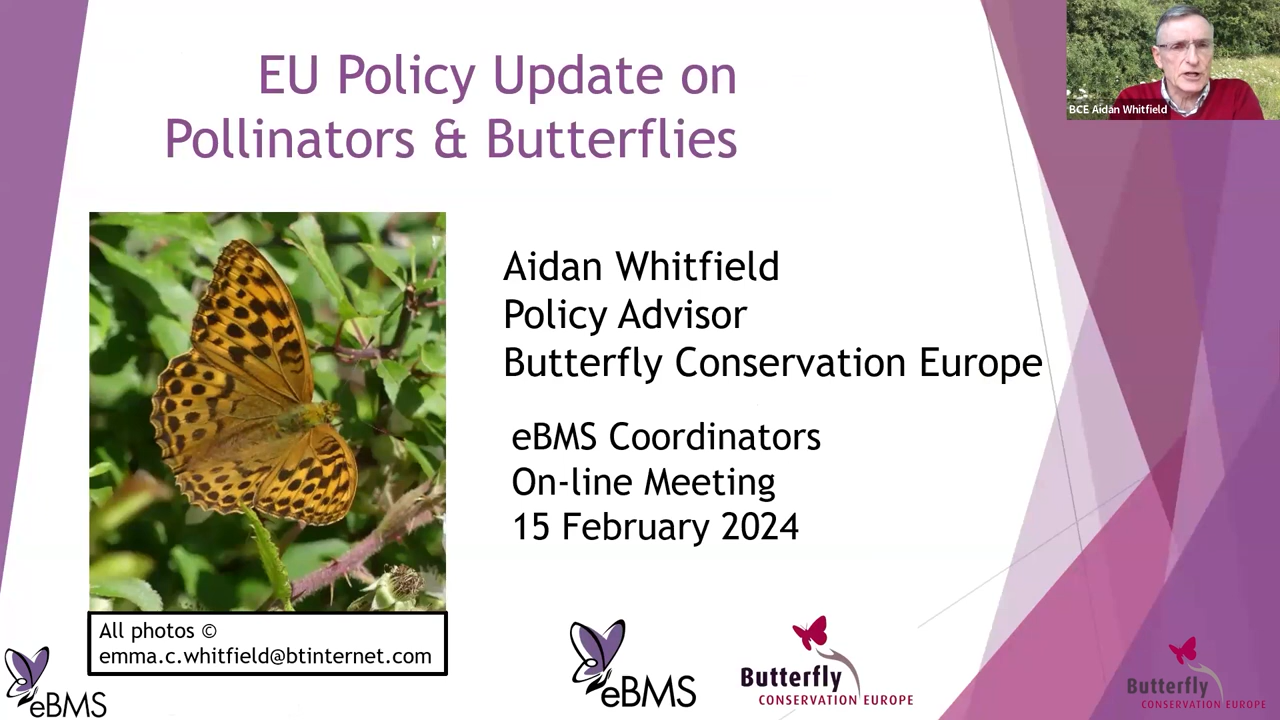 EU Policy Update on
Pollinators & Butterflies
BCE Aidan Whitfield
Aidan Whitfield
Policy Advisor
Butterfly Conservation Europe
eBMS Coordinators
On-line Meeting
15 February 2024
All photos ©
emma.c.whitfield@btinternet.com
eBMS
eBMS
Butterfly
CONSERVATION EUROPE
Butterfly
CONSERVATION EUROPE